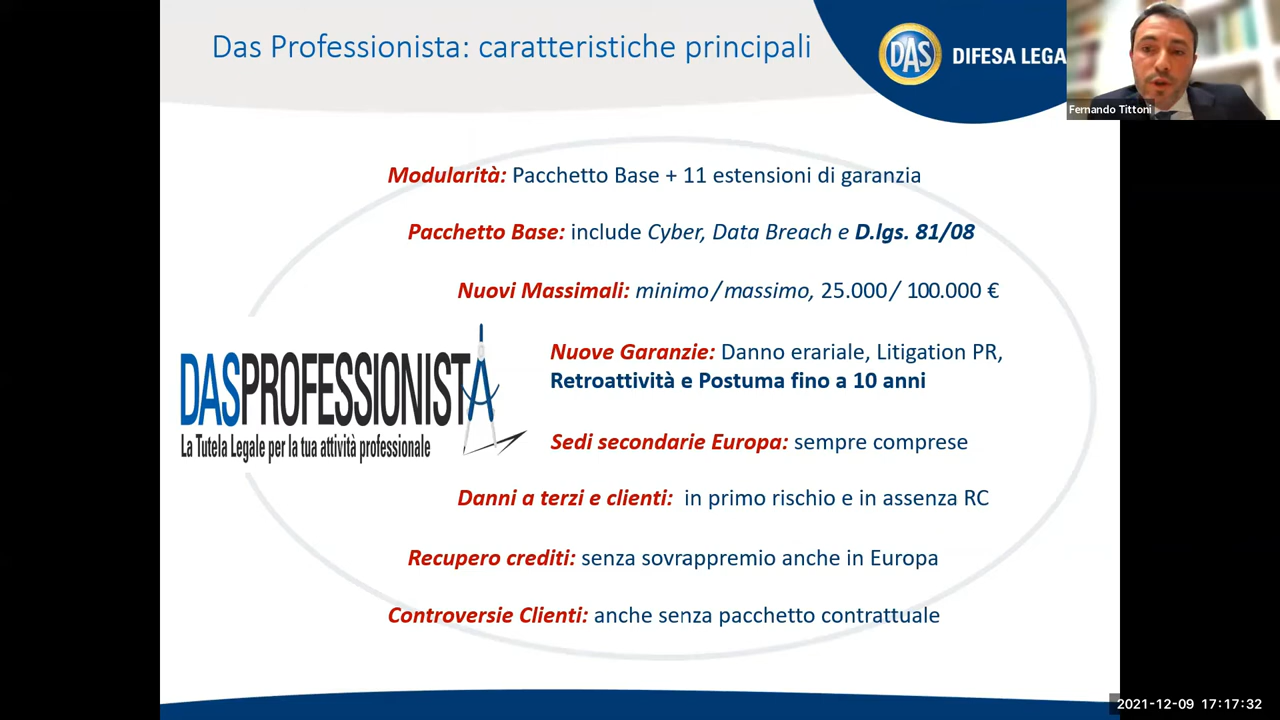 Das Professionista: caratteristiche principali
DAS
DIFESA LEGA
Fernando Tittoni
Modularità: Pacchetto Base + 11 estensioni di garanzia
Pacchetto Base: include Cyber, Data Breach e D.lgs. 81/08
Nuovi Massimali: minimo/massimo, 25.000/ 100.000 €
DASPROFESSIONISTA
La Tutela Legale per la tua attività professionale
Nuove Garanzie: Danno erariale, Litigation PR,
Retroattività e Postuma fino a 10 anni
Sedi secondarie Europa: sempre comprese
Danni a terzi e clienti: in primo rischio e in assenza RC
Recupero crediti: senza sovrappremio anche in Europa
Controversie Clienti: anche senza pacchetto contrattuale
2021-12-09 17:17:32